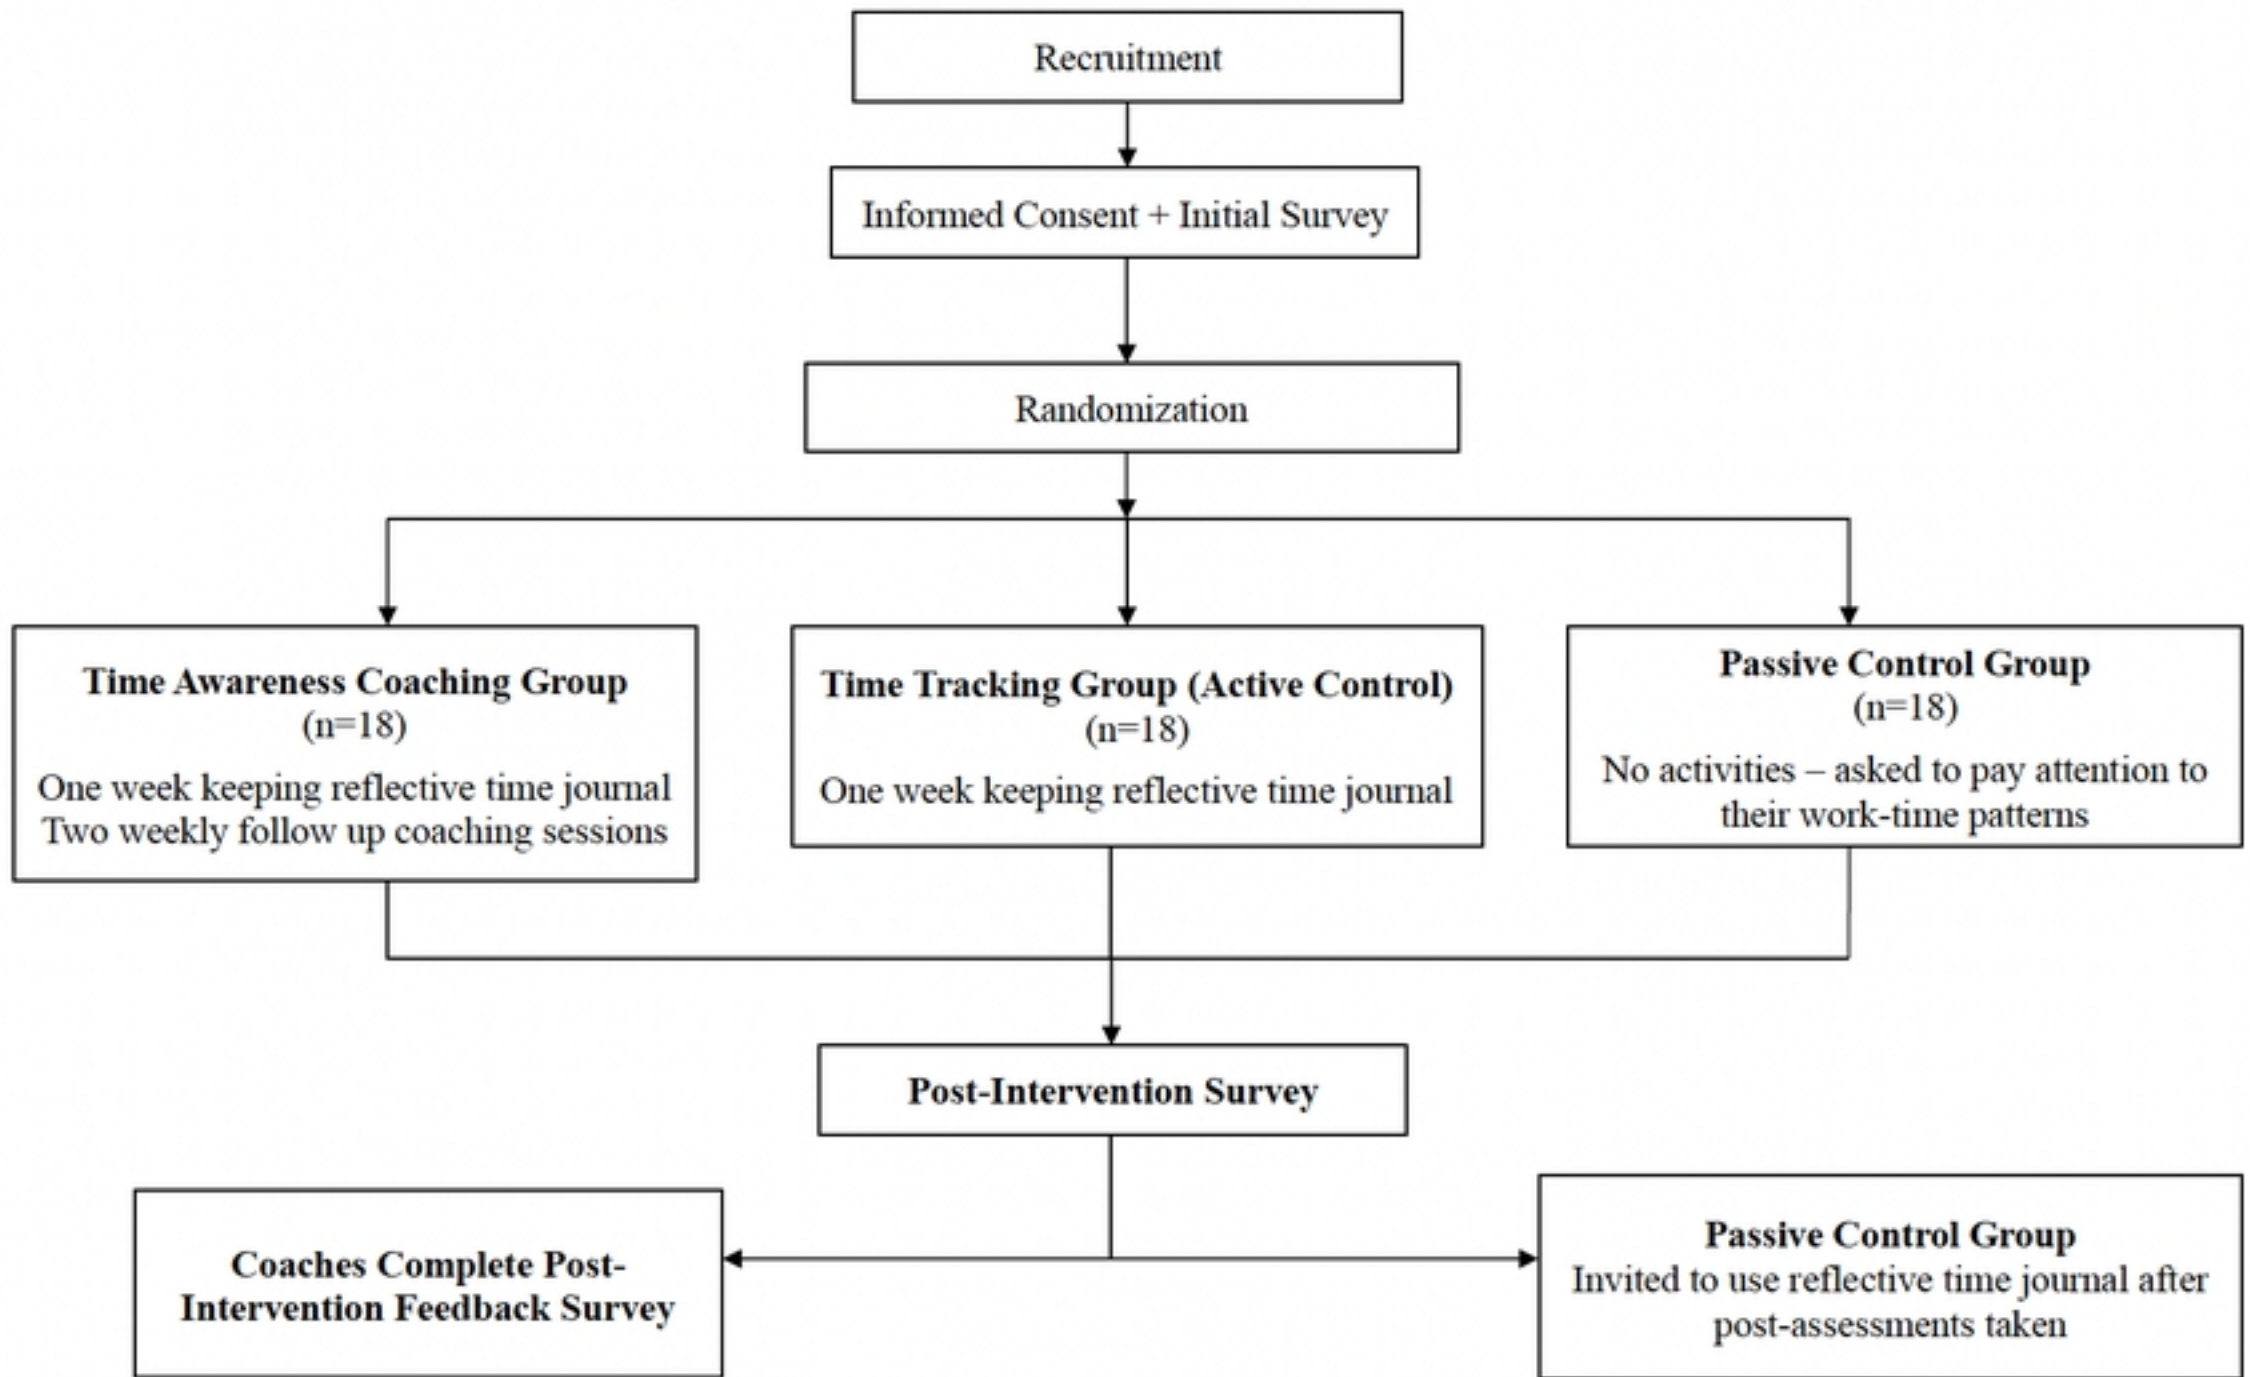 Recruitment
Informed Consent + Initial Survey
Randomization
Time Awareness Coaching Group
(n=18)
One week keeping reflective time journal
Two weekly follow up coaching sessions
Time Tracking Group (Active Control)
(n=18)
One week keeping reflective time journal
Passive Control Group
(n=18)
No activities – asked to pay attention to
their work-time patterns
Post-Intervention Survey
Coaches Complete Post-
Intervention Feedback Survey
Passive Control Group
Invited to use reflective time journal after
post-assessments taken